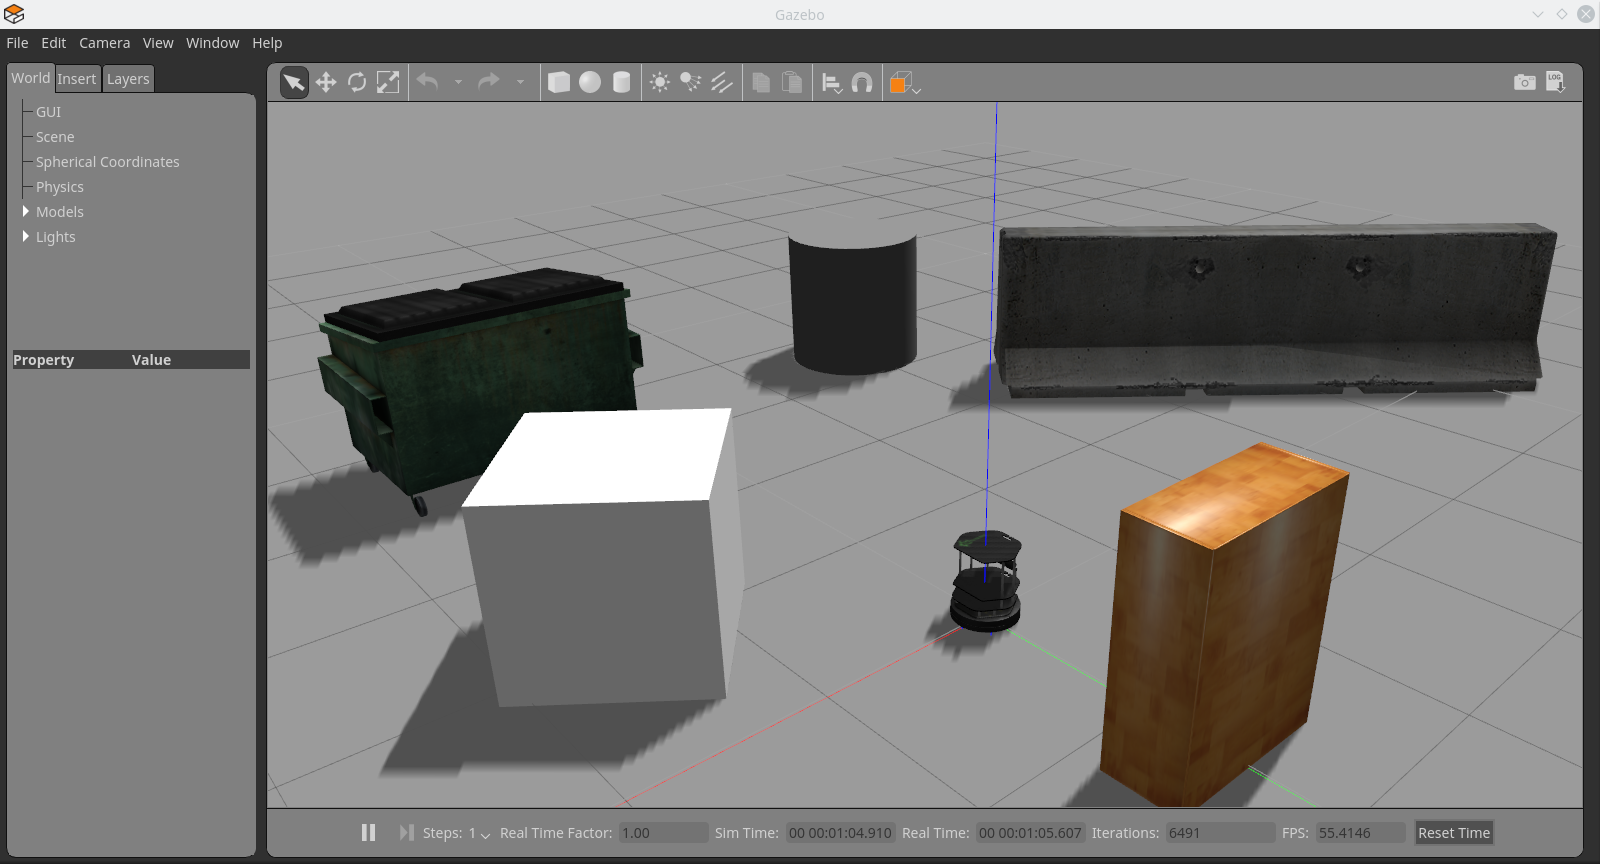 Gazebo
File Edit Camera View Window Help
World Insert Layers
LOG
GUI
Scene
Spherical Coordinates
Physics
Models
Lights
Property Value
Steps: 1 Real Time Factor: 1.00 Sim Time: 00 00:01:04.910 Real Time: 00 00:01:05.607 Iterations: 6491 FPS: 55.4146 Reset Time